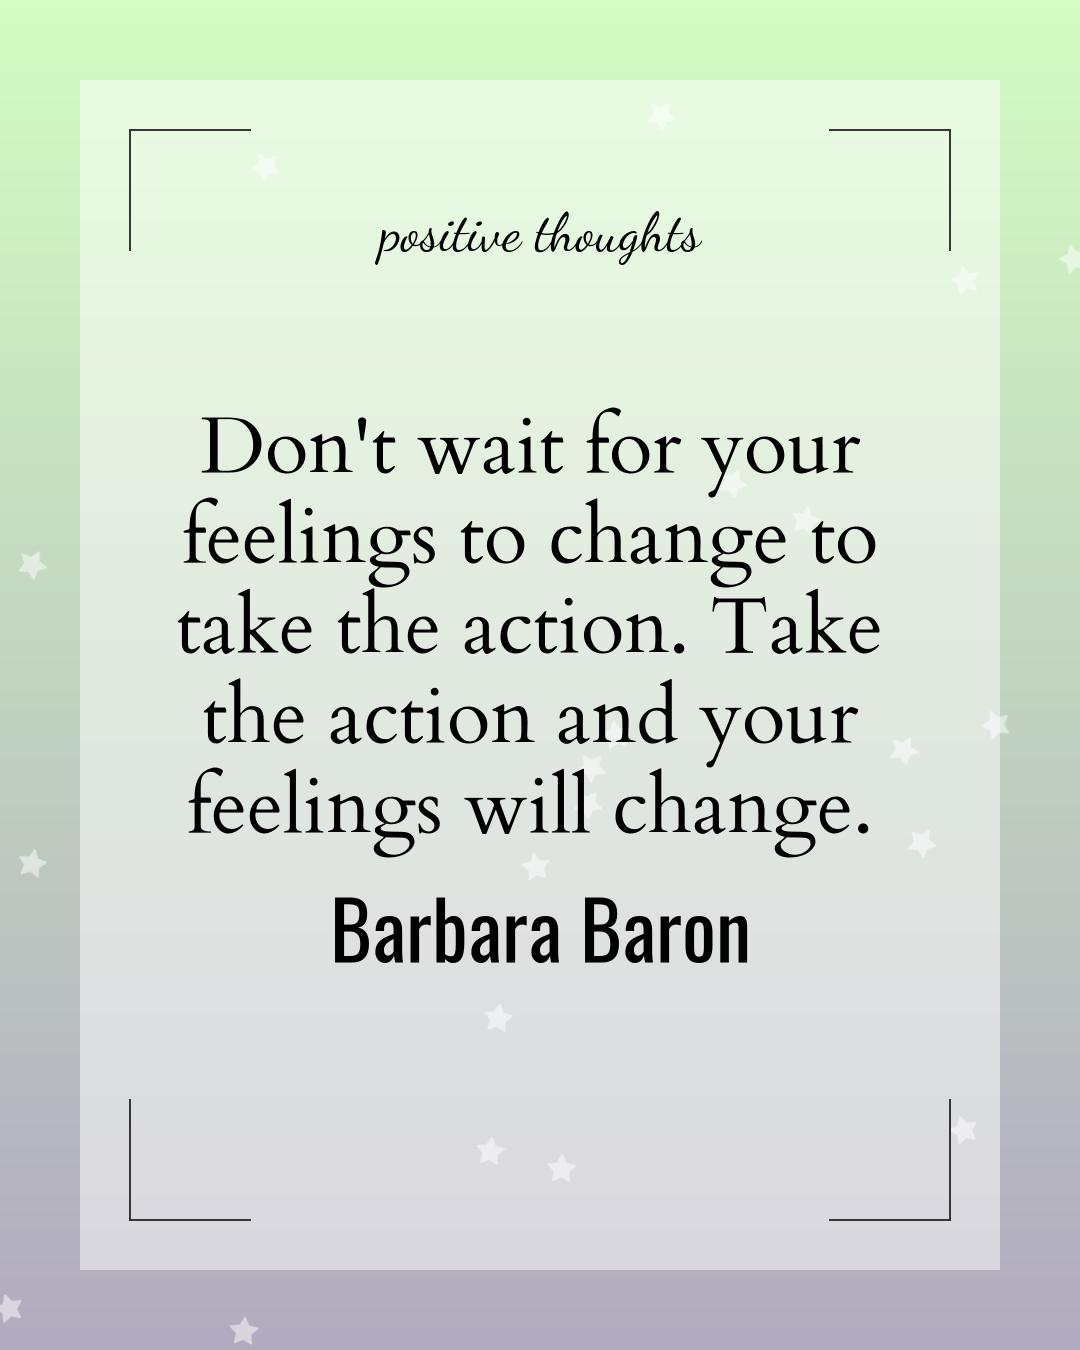 positive thoughts
Don't wait for your
feelings to change to
take the action. Take
the action and your
feelings will change.
Barbara Baron